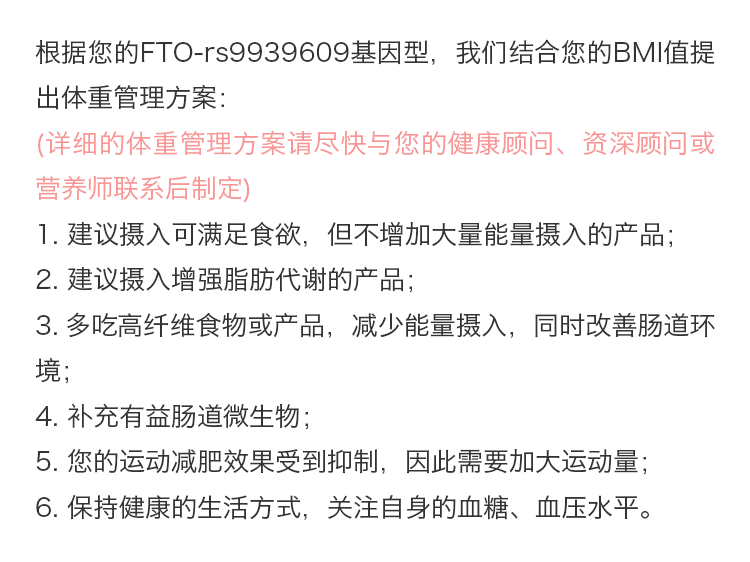 根据您的FTO-rs9939609基因型，我们结合您的BMI值提
出体重管理方案：
(详细的体重管理方案请尽快与您的健康顾问、资深顾问或
营养师联系后制定)
1. 建议摄入可满足食欲，但不增加大量能量摄入的产品；
2. 建议摄入增强脂肪代谢的产品；
3. 多吃高纤维食物或产品，减少能量摄入，同时改善肠道环
境；
4. 补充有益肠道微生物；
5. 您的运动减肥效果受到抑制，因此需要加大运动量；
6. 保持健康的生活方式，关注自身的血糖、血压水平。